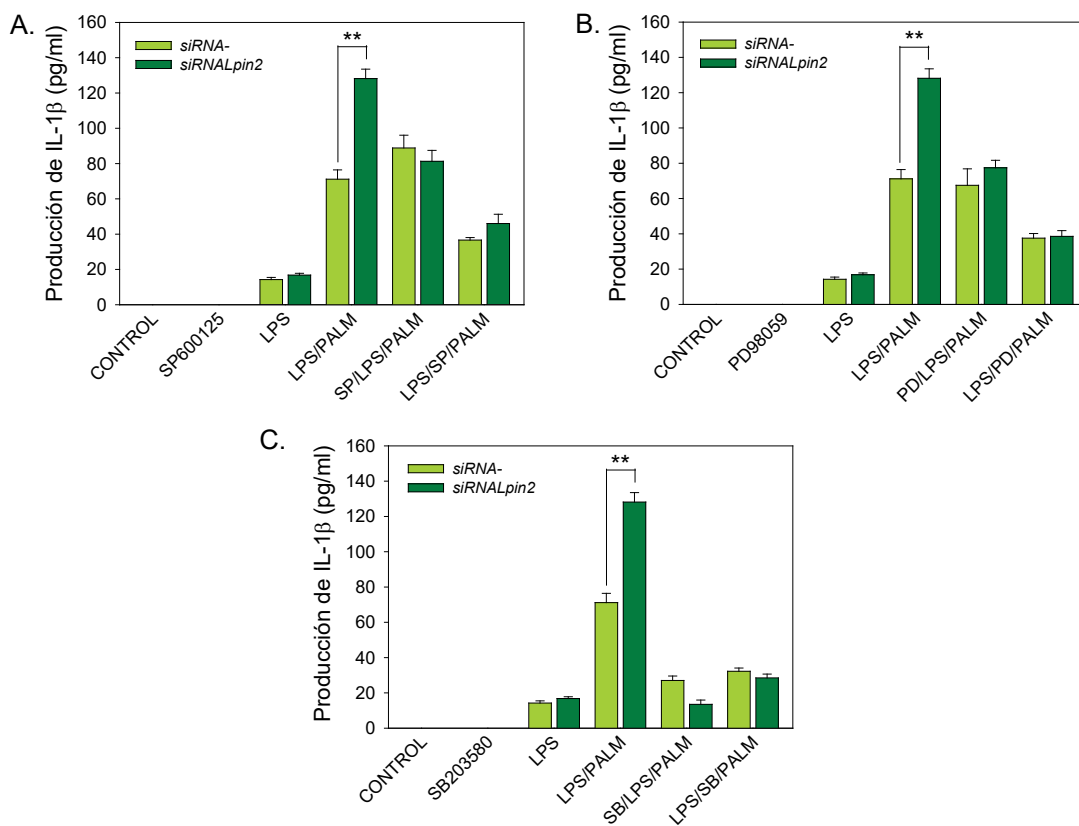 A.
Producción de IL-1β (pg/ml)
160
140
120
100
80
60
40
20
0
siRNA-
siRNALpin2
**
CONTROL
SP600125
LPS
LPS/PALM
SP/LPS/PALM
LPS/SP/PALM
B.
Producción de IL-1β (pg/ml)
160
140
120
100
80
60
40
20
0
siRNA-
siRNALpin2
**
CONTROL
PD98059
LPS
LPS/PALM
PD/LPS/PALM
LPS/PD/PALM
C.
Producción de IL-1β (pg/ml)
160
140
120
100
80
60
40
20
0
siRNA-
siRNALpin2
**
CONTROL
SB203580
LPS
LPS/PALM
SB/LPS/PALM
LPS/SB/PALM